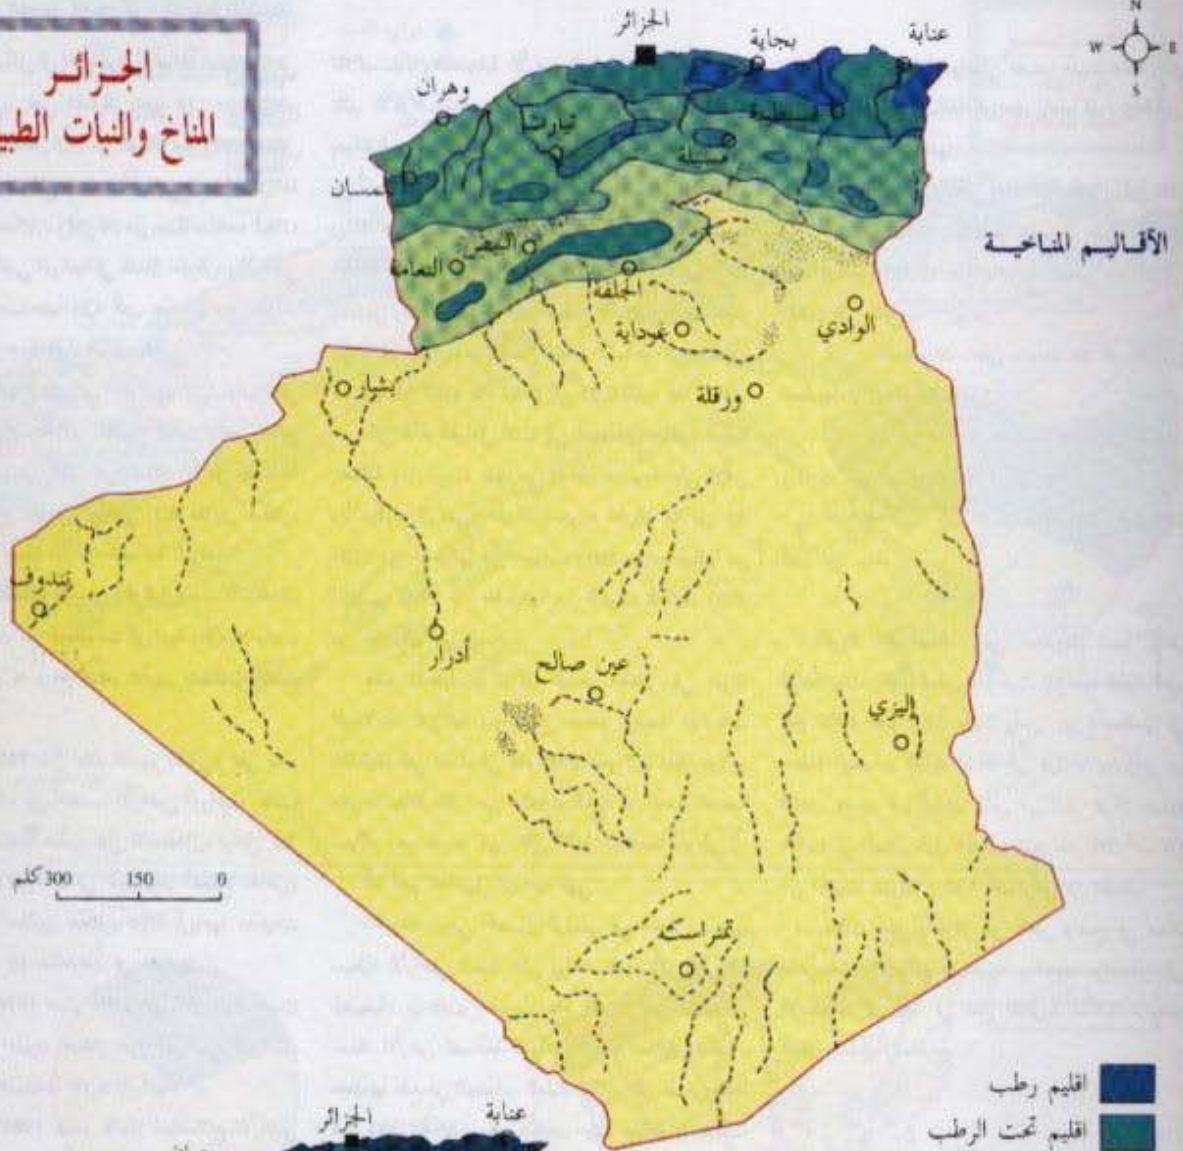 الجزائر
المناخ والنبات الطبي
N
W E
S
الجزائر
بجاية
عنابة
وهران
تيارت
قسنطينة
مسيلة
تلمسان
البيض
النعامة
الأقاليم المناخية
الجلفة
غرداية
الوادي
بشار
ورقلة
تندوف
أدرار
عين صالح
اليزي
300 كلم 150 0
تمنراست
اقليم رطب
اقليم تحت الرطب
الجزائر
عنابة